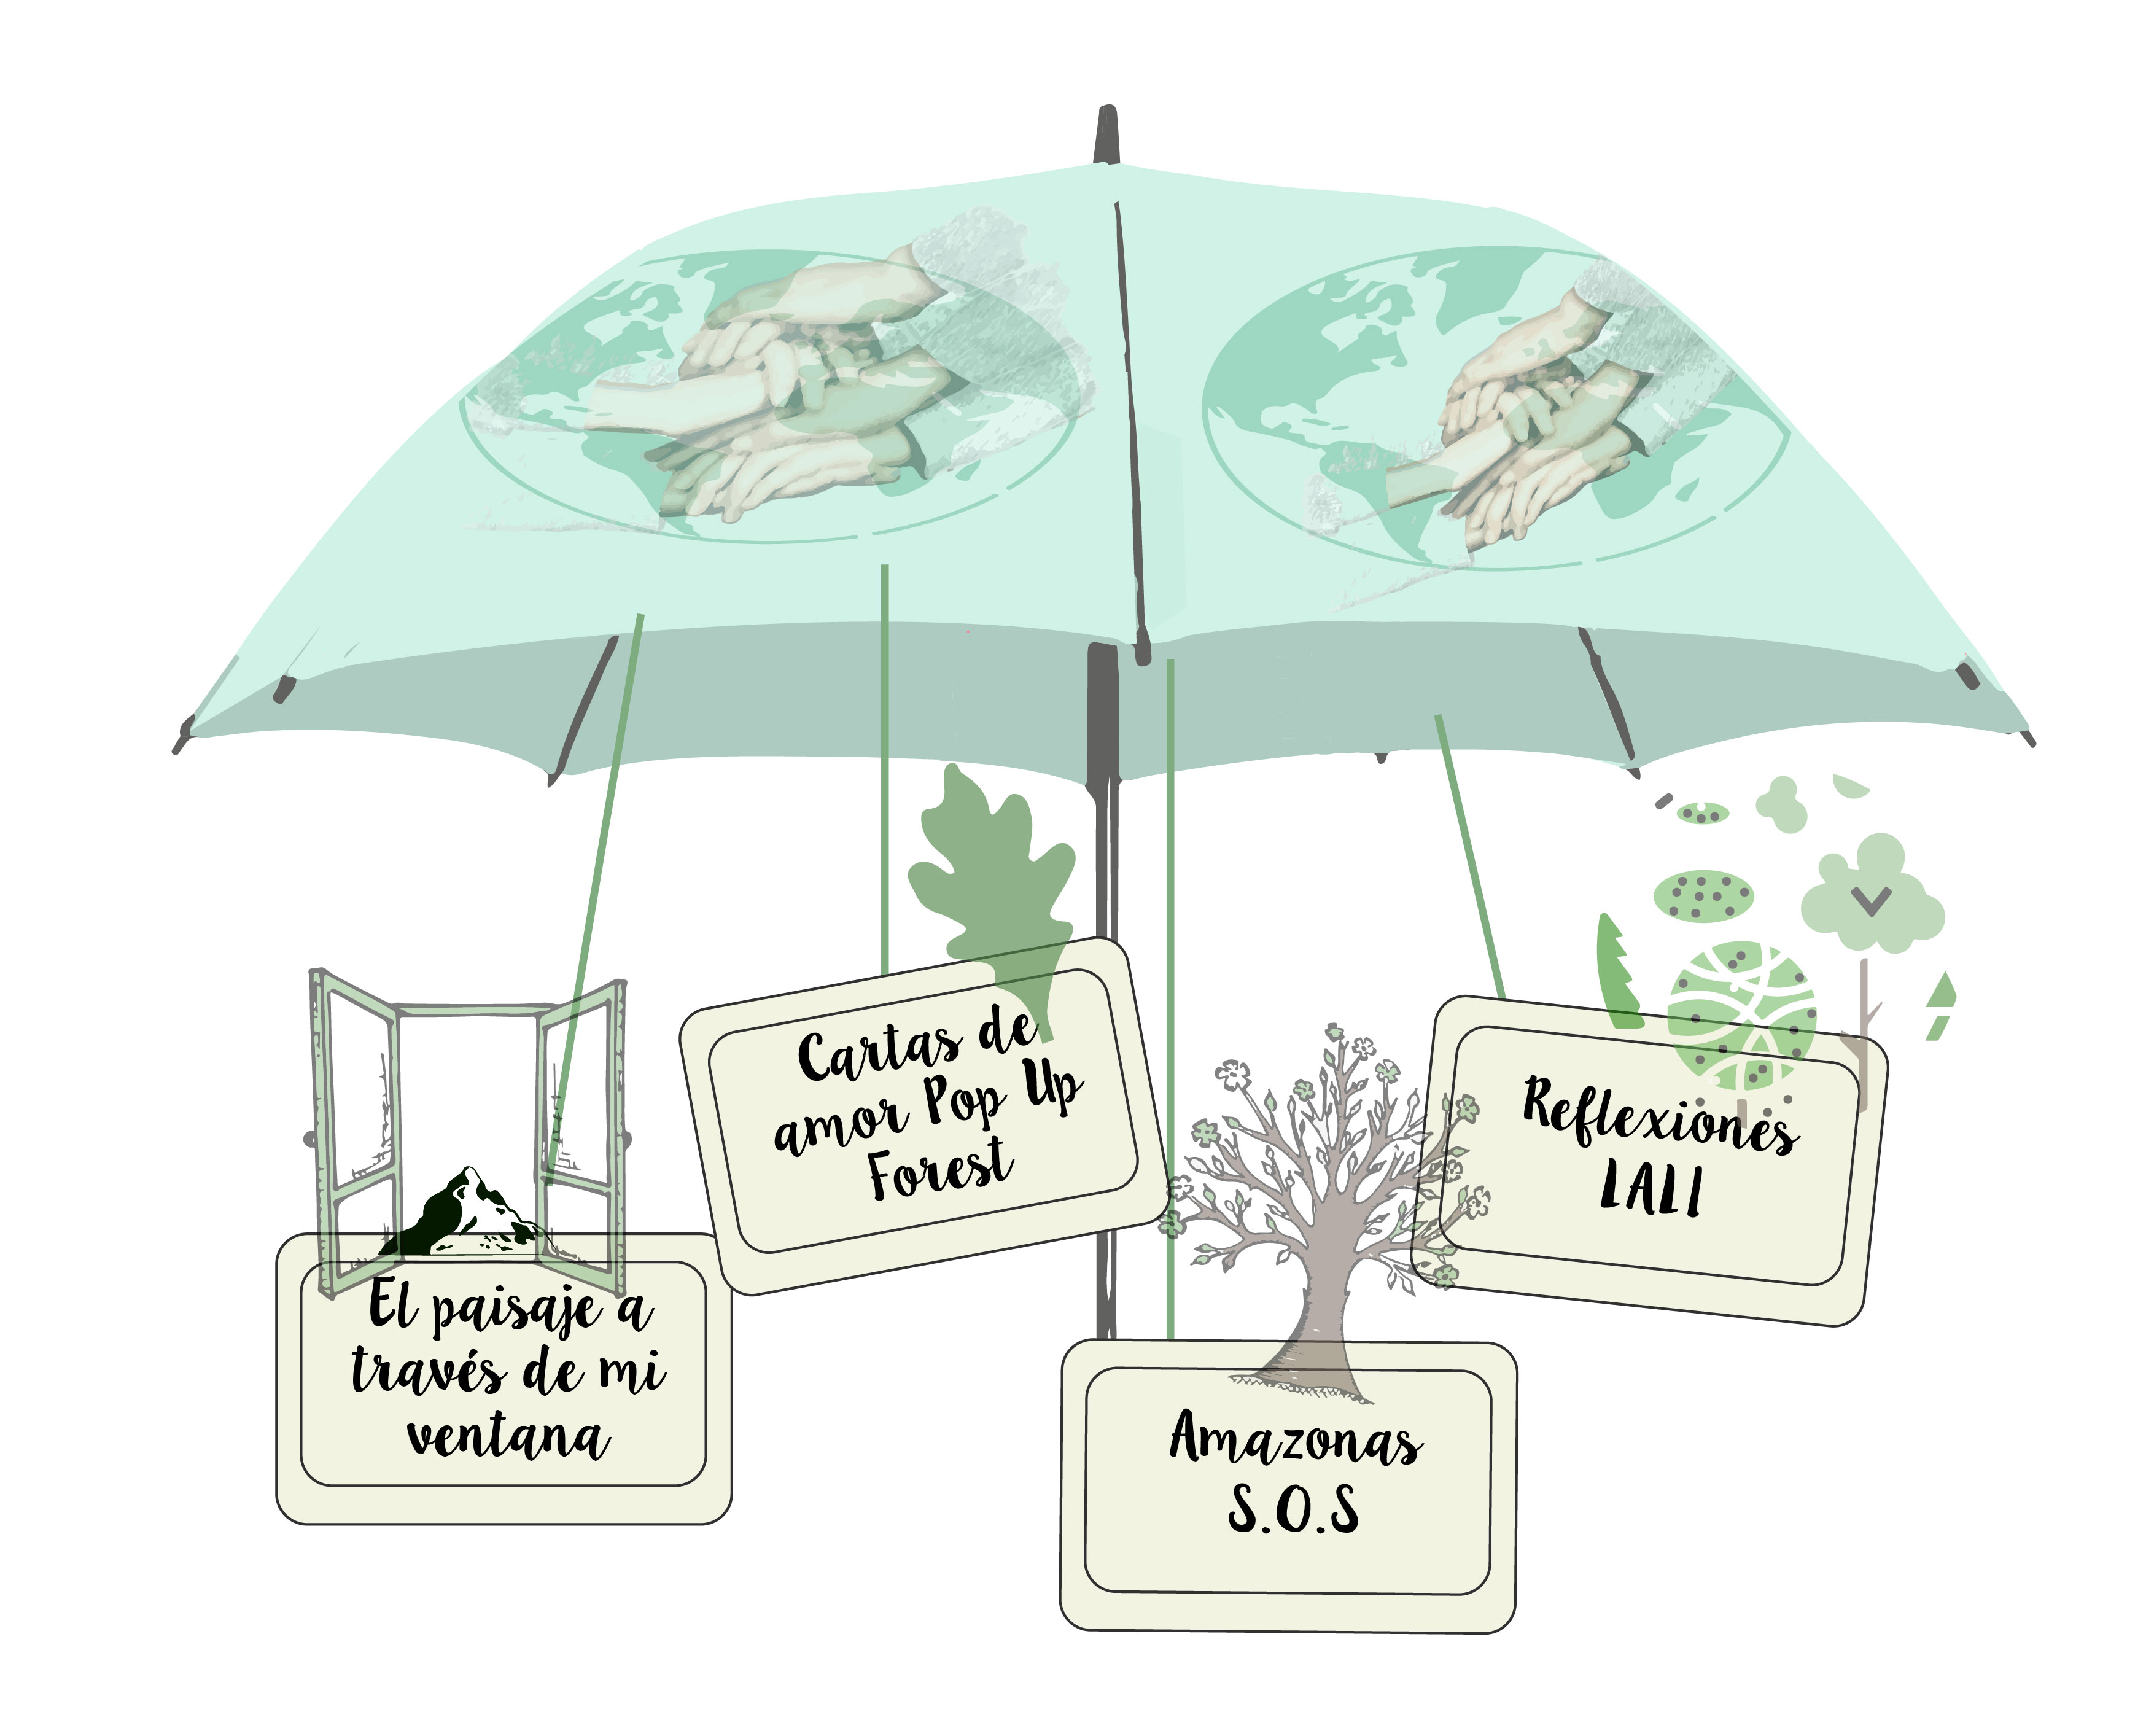 El paisaje a
través de mi
ventana
Cartas de
amor Pop Up
Forest
Amazonas
S.O.S
Reflexiones
LALI